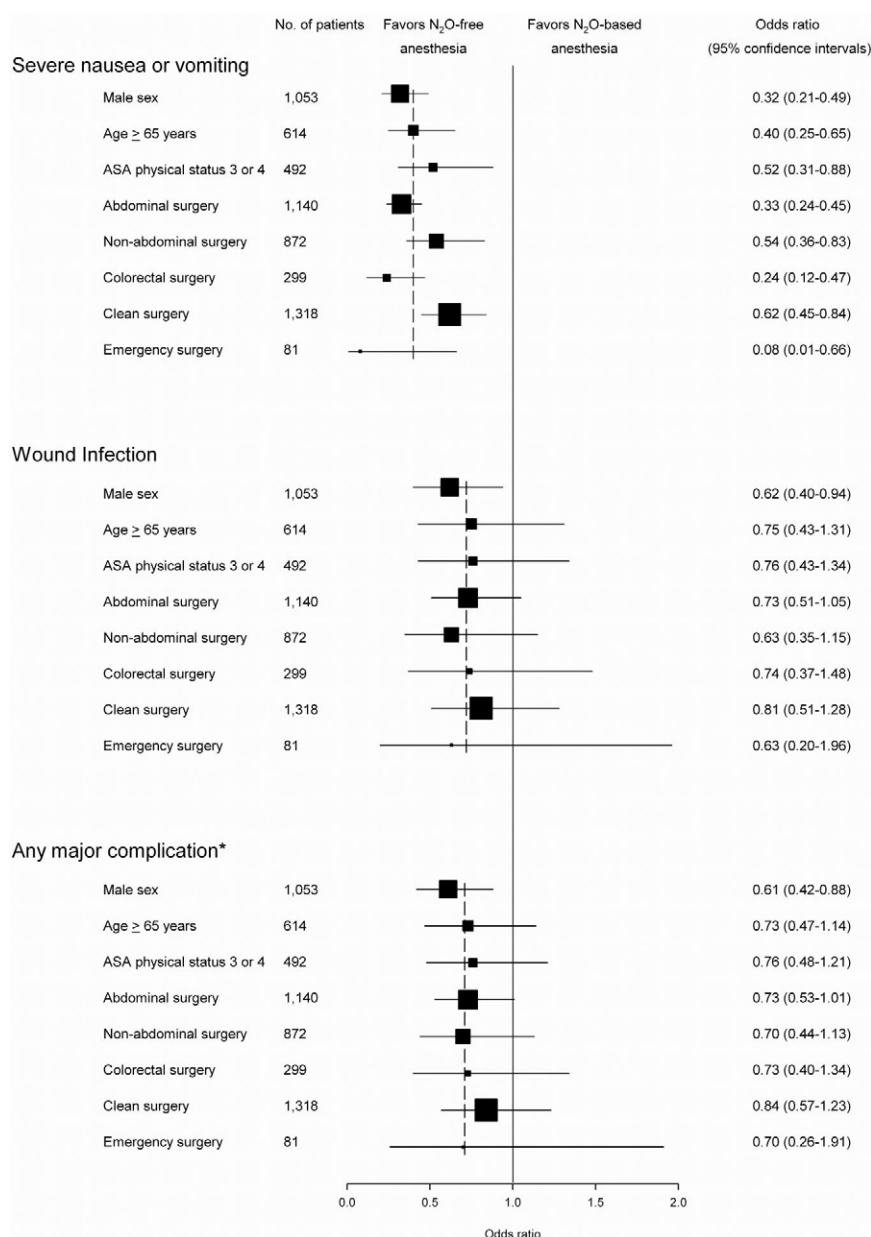 No. of patients Favors N₂O-free anesthesia Favors N₂O-based anesthesia Odds ratio (95% confidence intervals)
Severe nausea or vomiting
Male sex 1,053 0.32 (0.21-0.49)
Age ≥ 65 years 614 0.40 (0.25-0.65)
ASA physical status 3 or 4 492 0.52 (0.31-0.88)
Abdominal surgery 1,140 0.33 (0.24-0.45)
Non-abdominal surgery 872 0.54 (0.36-0.83)
Colorectal surgery 299 0.24 (0.12-0.47)
Clean surgery 1,318 0.62 (0.45-0.84)
Emergency surgery 81 0.08 (0.01-0.66)
Wound Infection
Male sex 1,053 0.62 (0.40-0.94)
Age ≥ 65 years 614 0.75 (0.43-1.31)
ASA physical status 3 or 4 492 0.76 (0.43-1.34)
Abdominal surgery 1,140 0.73 (0.51-1.05)
Non-abdominal surgery 872 0.63 (0.35-1.15)
Colorectal surgery 299 0.74 (0.37-1.48)
Clean surgery 1,318 0.81 (0.51-1.28)
Emergency surgery 81 0.63 (0.20-1.96)
Any major complication*
Male sex 1,053 0.61 (0.42-0.88)
Age ≥ 65 years 614 0.73 (0.47-1.14)
ASA physical status 3 or 4 492 0.76 (0.48-1.21)
Abdominal surgery 1,140 0.73 (0.53-1.01)
Non-abdominal surgery 872 0.70 (0.44-1.13)
Colorectal surgery 299 0.73 (0.40-1.34)
Clean surgery 1,318 0.84 (0.57-1.23)
Emergency surgery 81 0.70 (0.26-1.91)
0.0 0.5 1.0 1.5 2.0
Odds ratio